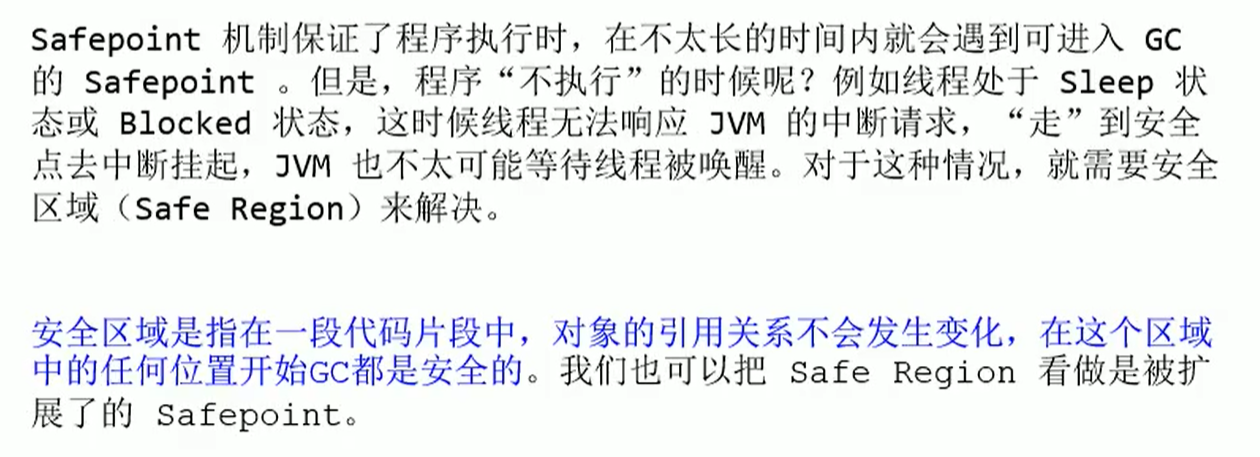 Safepoint 机制保证了程序执行时，在不太长的时间内就会遇到可进入 GC
的 Safepoint 。但是，程序“不执行”的时候呢？例如线程处于 Sleep 状
态或 Blocked 状态，这时候线程无法响应 JVM 的中断请求，“走”到安全
点去中断挂起，JVM 也不太可能等待线程被唤醒。对于这种情况，就需要安全
区域（Safe Region）来解决。
安全区域是指在一段代码片段中，对象的引用关系不会发生变化，在这个区域
中的任何位置开始GC都是安全的。我们也可以把 Safe Region 看做是被扩
展了的 Safepoint。